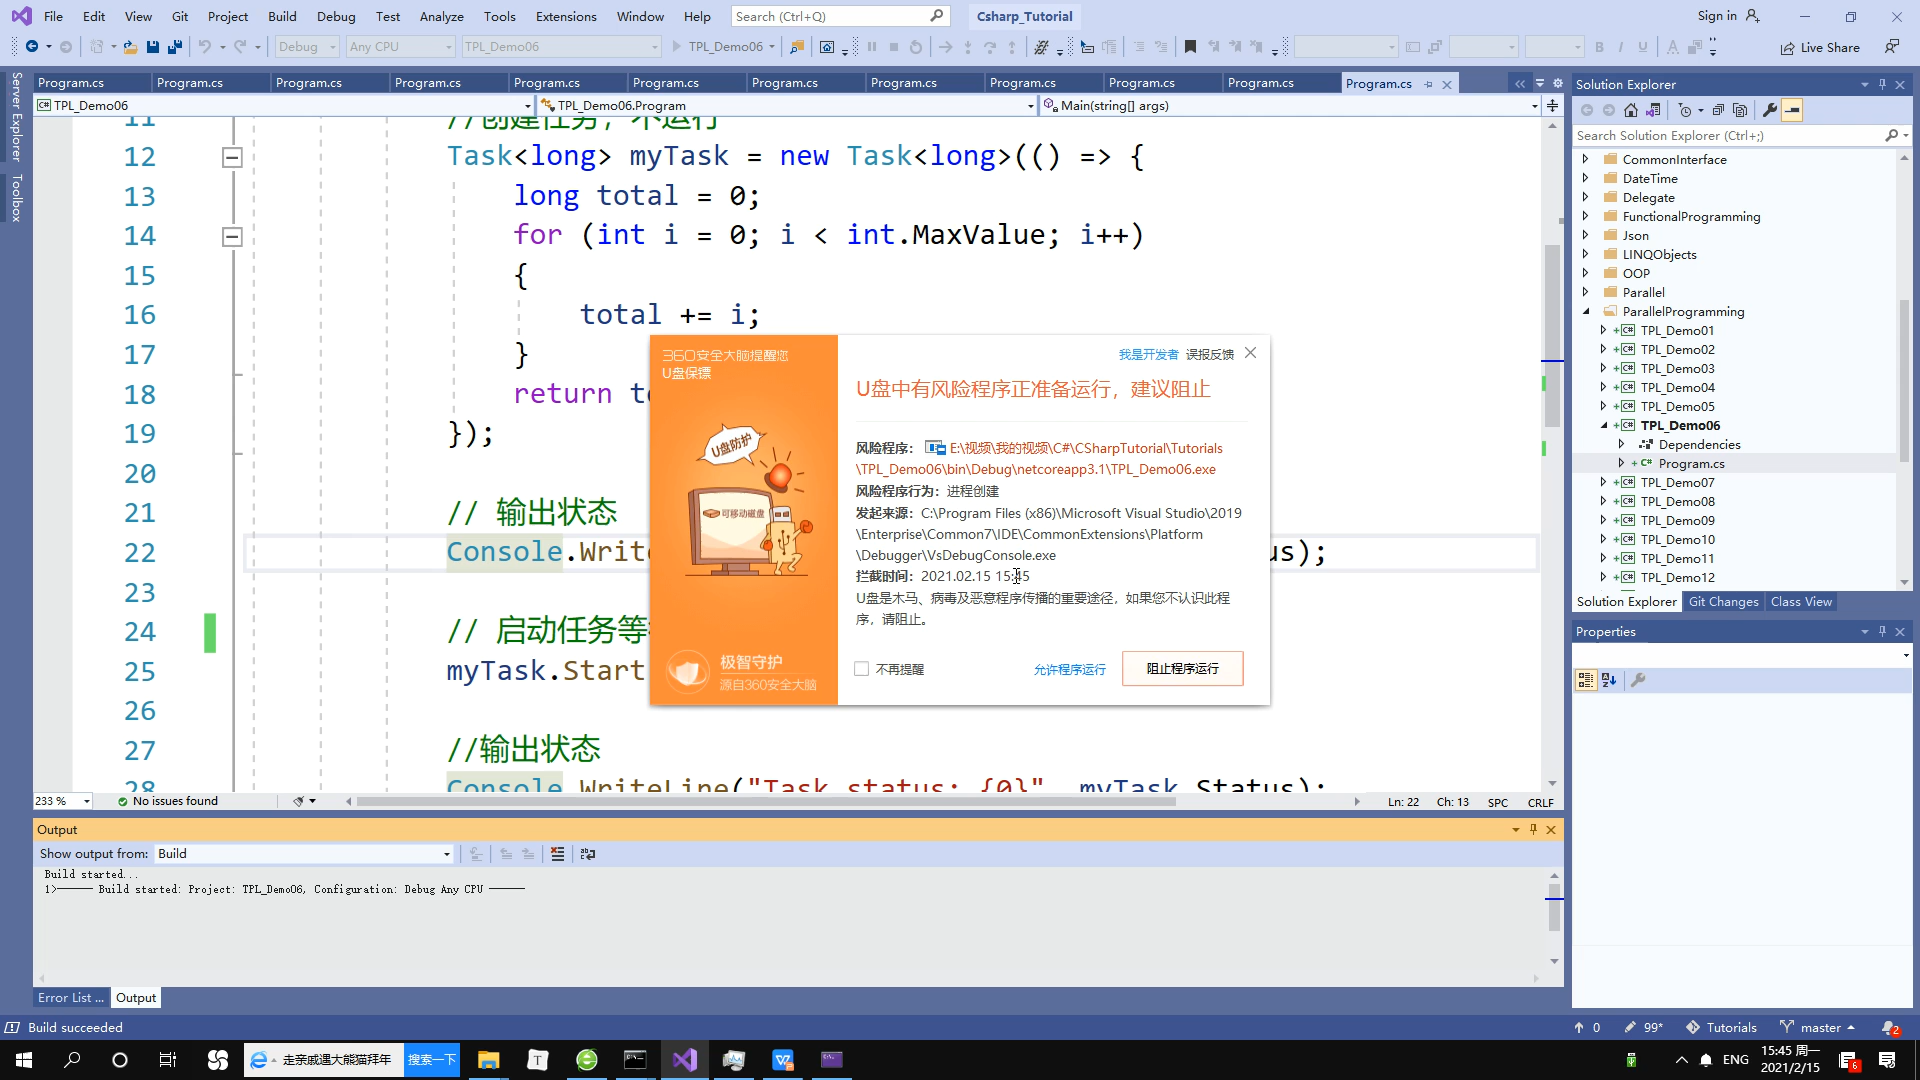 File Edit View Git Project Build Debug Test Analyze Tools Extensions Window Help Search (Ctrl+Q) Csharp_Tutorial Sign in
Debug Any CPU TPL_Demo06 TPL_Demo06 Live Share
Program.cs Program.cs Program.cs Program.cs Program.cs Program.cs Program.cs Program.cs Program.cs Program.cs Program.cs Program.cs
TPL_Demo06 TPL_Demo06.Program Main(string[] args)
Server Explorer
Toolbox
11 //创建任务，不运行
12 Task<long> myTask = new Task<long>(() => {
13 long total = 0;
14 for (int i = 0; i < int.MaxValue; i++)
15 {
16 total += i;
17 }
18 return to
19 });
20
21 // 输出状态
22 Console.Write us);
23
24 // 启动任务等
25 myTask.Start
26
27 //输出状态
28 Console.WriteLine("Task status: {0}", myTask.Status);
360安全大脑提醒您
U盘保镖
U盘防护
可移动磁盘
极智守护
源自360安全大脑
我是开发者 误报反馈
U盘中有风险程序正准备运行，建议阻止
风险程序： E:\视频\我的视频\C#\CSharpTutorial\Tutorials
\TPL_Demo06\bin\Debug\netcoreapp3.1\TPL_Demo06.exe
风险程序行为：进程创建
发起来源：C:\Program Files (x86)\Microsoft Visual Studio\2019
\Enterprise\Common7\IDE\CommonExtensions\Platform
\Debugger\VsDebugConsole.exe
拦截时间：2021.02.15 15:45
U盘是木马、病毒及恶意程序传播的重要途径，如果您不认识此程
序，请阻止。
不再提醒 允许程序运行 阻止程序运行
233 % No issues found Ln: 22 Ch: 13 SPC CRLF
Output
Show output from: Build
Build started...
1>------ Build started: Project: TPL_Demo06, Configuration: Debug Any CPU ------
Error List ... Output
Solution Explorer
Search Solution Explorer (Ctrl+;)
CommonInterface
DateTime
Delegate
FunctionalProgramming
Json
LINQObjects
OOP
Parallel
ParallelProgramming
TPL_Demo01
TPL_Demo02
TPL_Demo03
TPL_Demo04
TPL_Demo05
TPL_Demo06
Dependencies
Program.cs
TPL_Demo07
TPL_Demo08
TPL_Demo09
TPL_Demo10
TPL_Demo11
TPL_Demo12
Solution Explorer Git Changes Class View
Properties
Build succeeded 0 99* Tutorials master 2
走亲戚遇大熊猫拜年 搜索一下 ENG 15:45 周一
2021/2/15 6